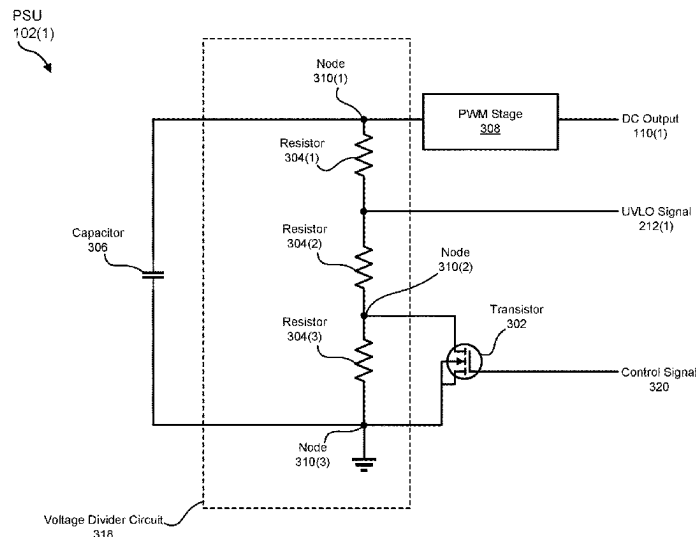 PSU
102(1)
Node
310(1)
PWM Stage
308
DC Output
110(1)
Resistor
304(1)
UVLO Signal
212(1)
Capacitor
306
Resistor
304(2)
Node
310(2)
Transistor
302
Resistor
304(3)
Control Signal
320
Node
310(3)
Voltage Divider Circuit
318